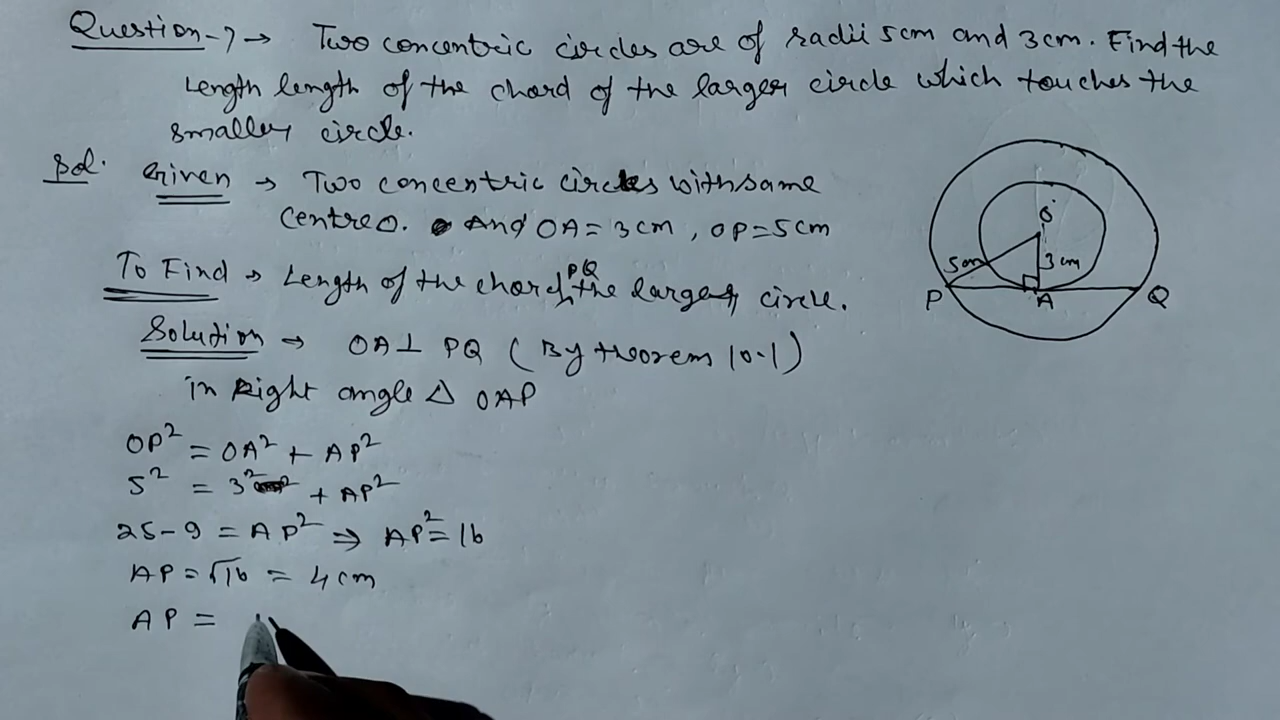 Question-7→ Two concentric circles are of radii 5cm and 3cm. Find the
Length length of the chord of the larger circle which touches the
smaller circle.
Sol. Given → Two concentric circles with same
centre O. And OA = 3cm, OP = 5cm
To Find → Length of the chord PQ the larger circle.
Solution → OA ⊥ PQ (By theorem 10.1)
in Right angle △ OAP
OP² = OA² + AP²
5² = 3² + AP²
25-9 = AP² ⇒ AP² = 16
AP = √16 = 4cm
AP =
O
5cm
3cm
P
A
Q